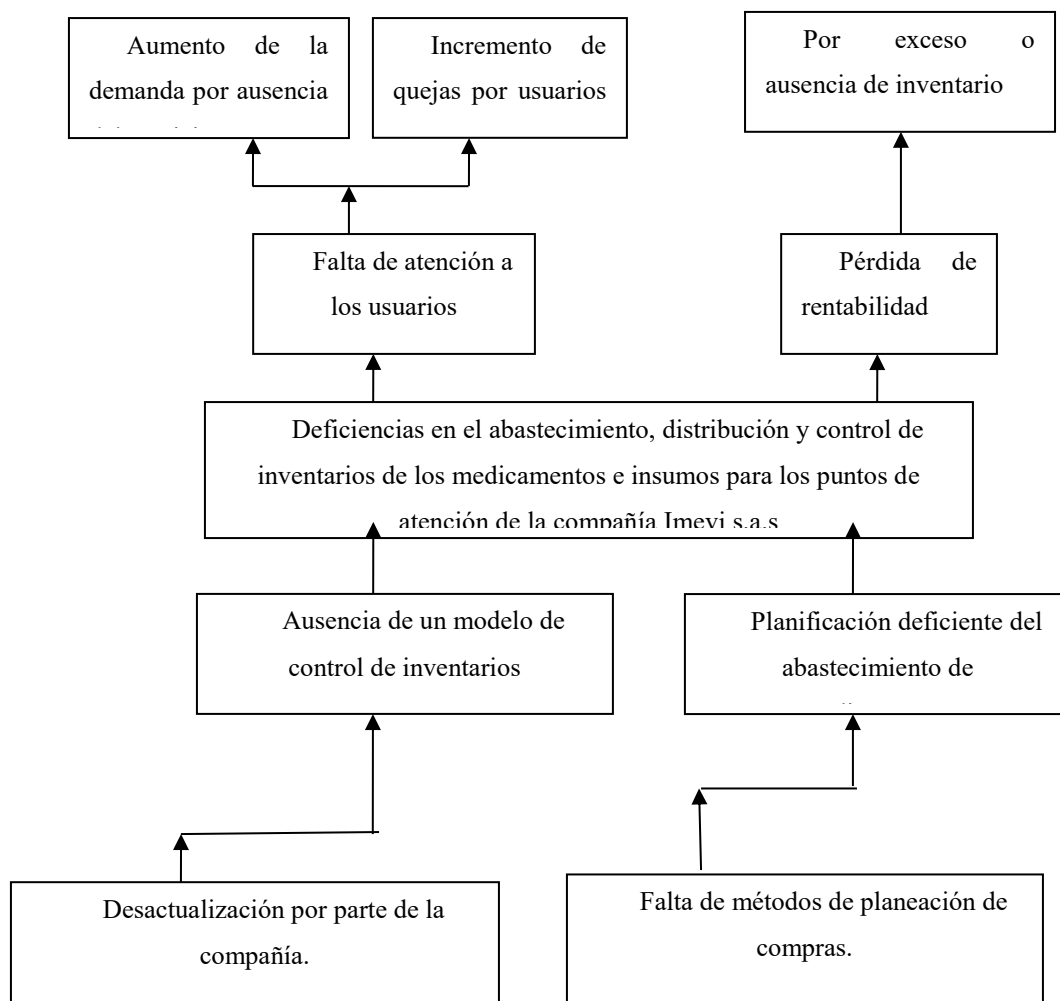 Aumento de la
demanda por ausencia
Incremento de
quejas por usuarios
Por exceso o
ausencia de inventario
Falta de atención a
los usuarios
Pérdida de
rentabilidad
Deficiencias en el abastecimiento, distribución y control de
inventarios de los medicamentos e insumos para los puntos de
atención de la compañía Imevi s.a.s
Ausencia de un modelo de
control de inventarios
Planificación deficiente del
abastecimiento de
Desactualización por parte de la
compañía.
Falta de métodos de planeación de
compras.